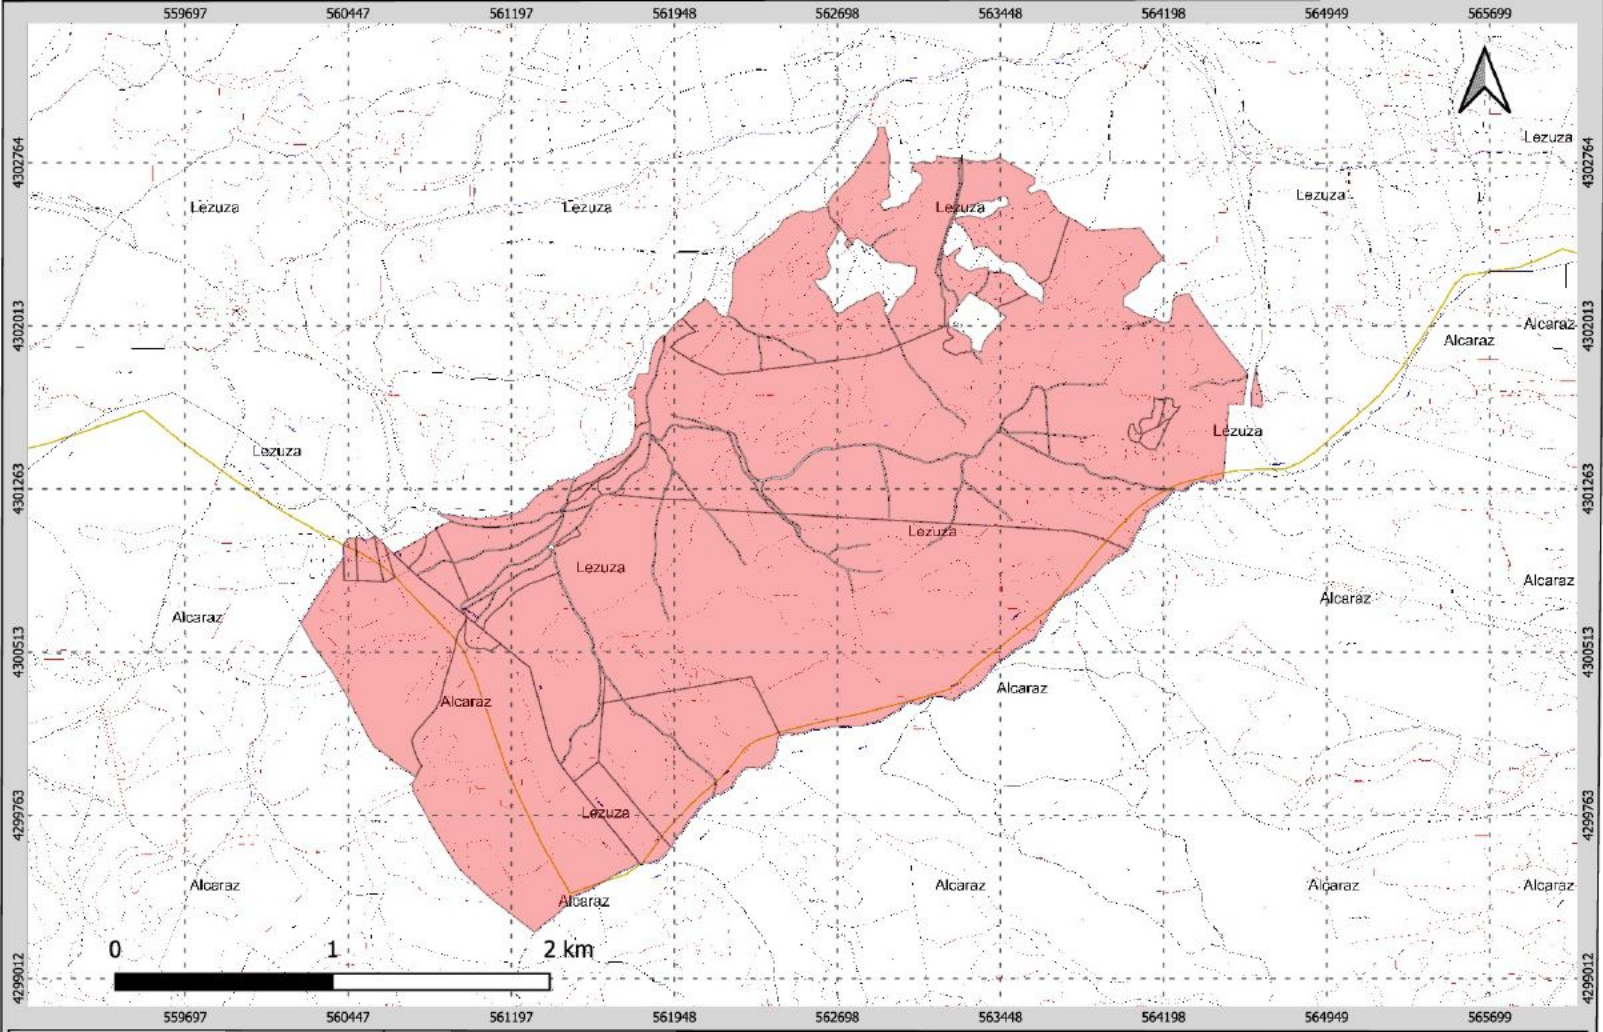 559697 560447 561197 561948 562698 563448 564198 564949 565699
Lezuza
4302764 4302764
Lezuza
Lezuza Lezuza Lezuza
4302013 4302013
Alcaraz
Alcaraz
Lezuza
Lezuza
4301263 4301263
Lezuza
Lezuza
Alcaraz
Alcaraz
Alcaraz
4300513 4300513
Alcaraz
Alcaraz
Lezuza
4299763 4299763
Alcaraz Alcaraz Alcaraz Alcaraz
Alcaraz
0 1 2 km
4299012 4299012
559697 560447 561197 561948 562698 563448 564198 564949 565699